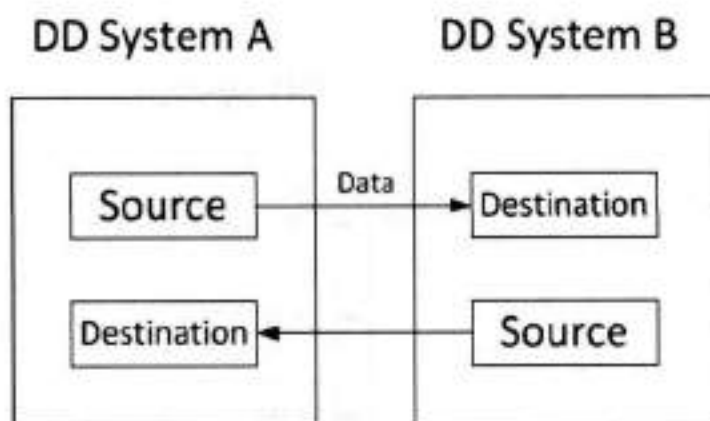 DD System A
DD System B
Data
Source
Destination
Destination
Source